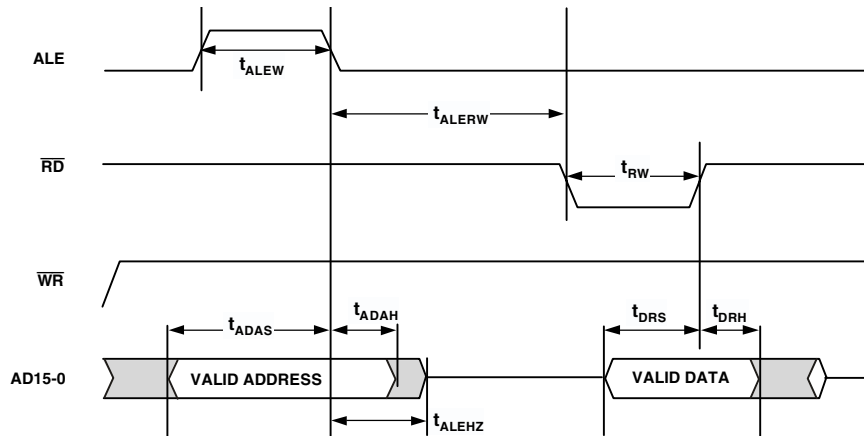 ALE
tALEW
tALERW
RD
tRW
WR
tADAS
tADAH
tDRS
tDRH
AD15-0
VALID ADDRESS
VALID DATA
tALEHZ